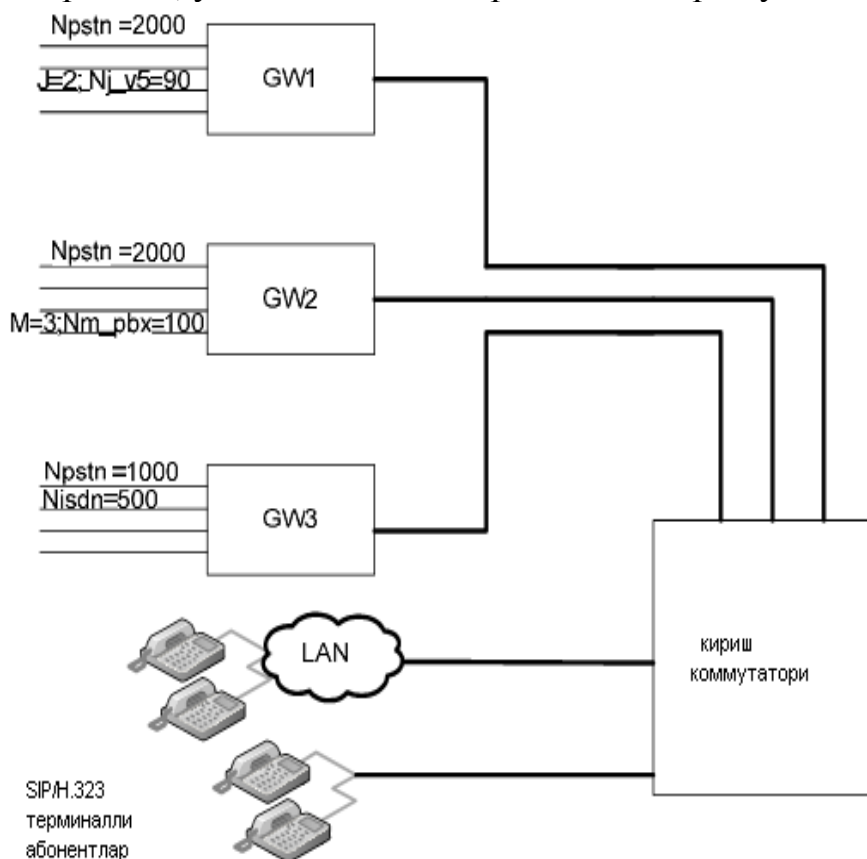 Npstn =2000
J=2; Nj_v5=90
GW1
Npstn =2000
M=3;Nm_pbx=100
GW2
Npstn =1000
Nisdn=500
GW3
LAN
кириш
коммутатори
SIP/H.323
терминалли
абонентлар